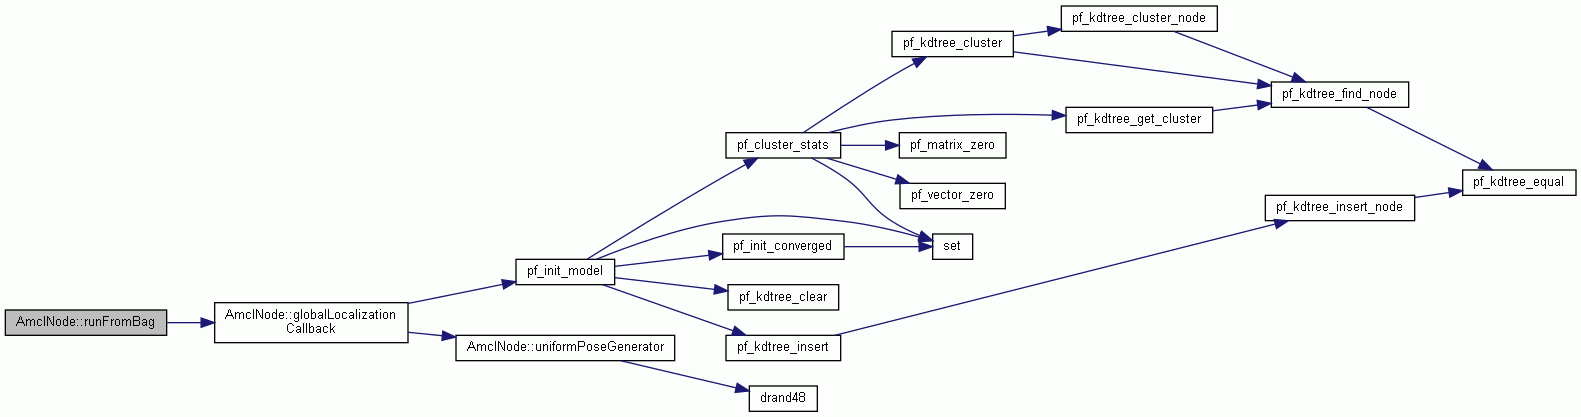 AmclNode::runFromBag
AmclNode::globalLocalization
Callback
pf_init_model
AmclNode::uniformPoseGenerator
pf_cluster_stats
pf_init_converged
pf_kdtree_clear
pf_kdtree_insert
drand48
pf_kdtree_cluster
pf_matrix_zero
pf_vector_zero
set
pf_kdtree_cluster_node
pf_kdtree_get_cluster
pf_kdtree_find_node
pf_kdtree_insert_node
pf_kdtree_equal